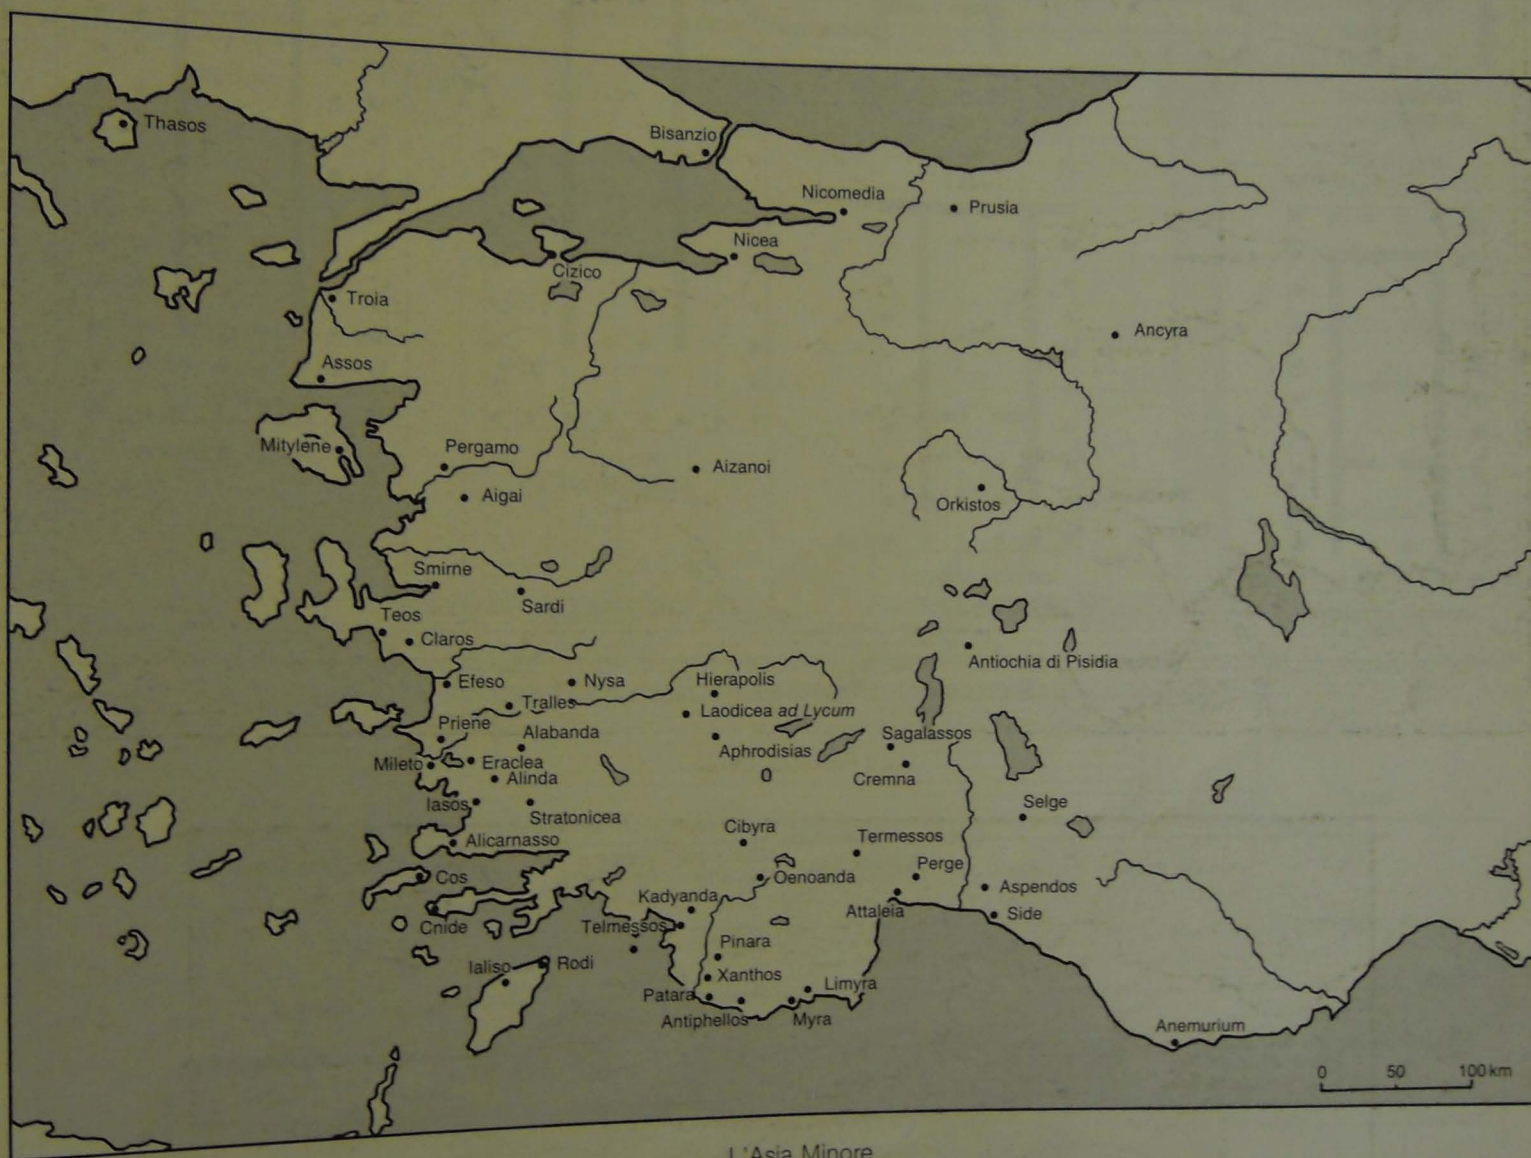 Thasos
Bisanzio
Nicomedia
Prusia
Nicea
Cizico
Troia
Ancyra
Assos
Mitylene
Pergamo
Aizanoi
Aigai
Orkistos
Smirne
Sardi
Teos
Claros
Antiochia di Pisidia
Efeso
Nysa
Hierapolis
Tralles
Laodicea ad Lycum
Priene
Alabanda
Aphrodisias
Sagalassos
Mileto
Eraclea
Alinda
Cremna
Iasos
Stratonicea
Selge
Alicarnasso
Cibyra
Termessos
Cos
Oenoanda
Perge
Kadyanda
Aspendos
Attaleia
Side
Cnide
Telmessos
Pinara
Ialiso
Rodi
Xanthos
Limyra
Patara
Antiphellos
Myra
Anemurium
0 50 100 km
L'Asia Minore